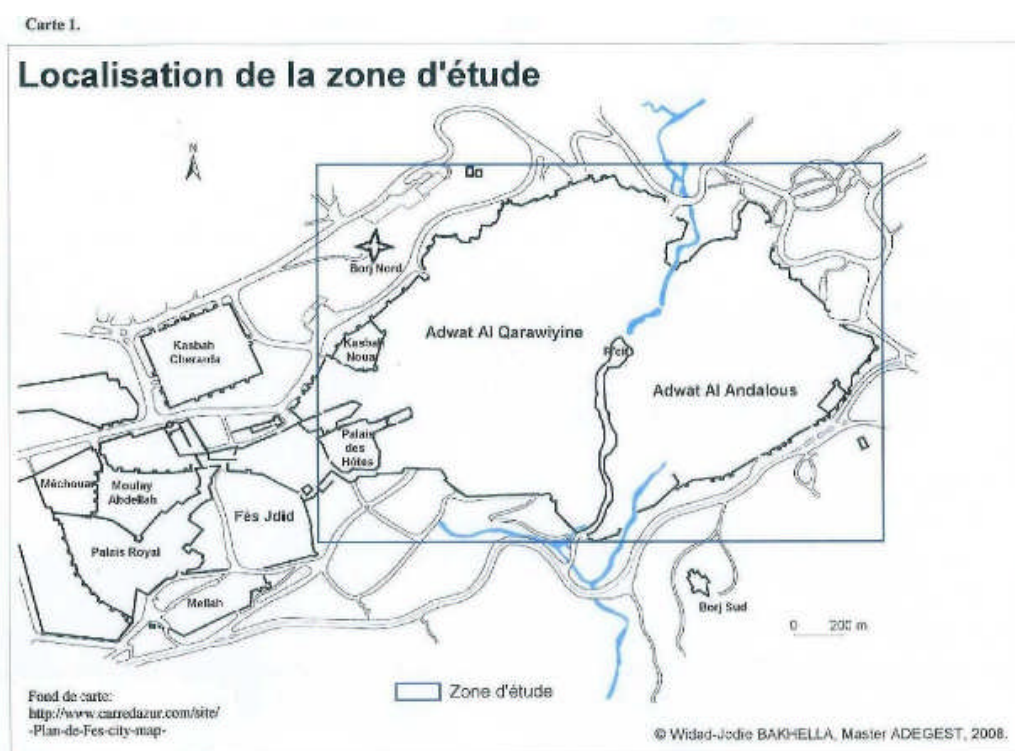 Carte 1.
Localisation de la zone d'étude
N
Borj Nord
Kasbah
Cherarda
Kasbah
Noua
Adwat Al Qarawiyine
R'cif
Adwat Al Andalous
Palais
des
Hôtes
Méchouar
Moulay
Abdellah
Fès Jdid
Palais Royal
Mellah
Borj Sud
0 200 m
Zone d'étude
Fond de carte:
http://www.carredazur.com/site/
-Plan-de-Fes-city-map-
© Widad-Jodie BAKHELLA, Master ADEGEST, 2008.